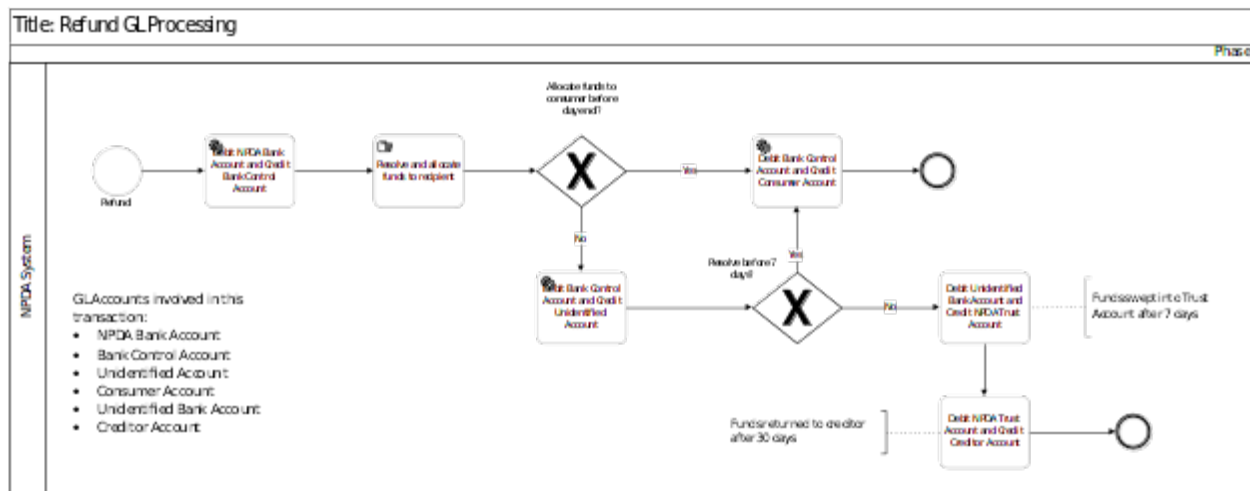 Title: Refund GL Processing
Phase
NPDA System
Refund
Debit NPDA Bank
Account and Credit
Bank Control
Account
Resolve and allocate
funds to recipient
Allocate funds to
consumer before
day end?
Yes
Debit Bank Control
Account and Credit
Consumer Account
No
Debit Bank Control
Account and Credit
Unidentified
Account
Resolve before 7
days?
Yes
No
Debit Unidentified
Bank Account and
Credit NPDA Trust
Account
Funds swept into Trust
Account after 7 days
Debit NPDA Trust
Account and Credit
Creditor Account
Funds returned to creditor
after 30 days
GL Accounts involved in this
transaction:
• NPDA Bank Account
• Bank Control Account
• Unidentified Account
• Consumer Account
• Unidentified Bank Account
• Creditor Account